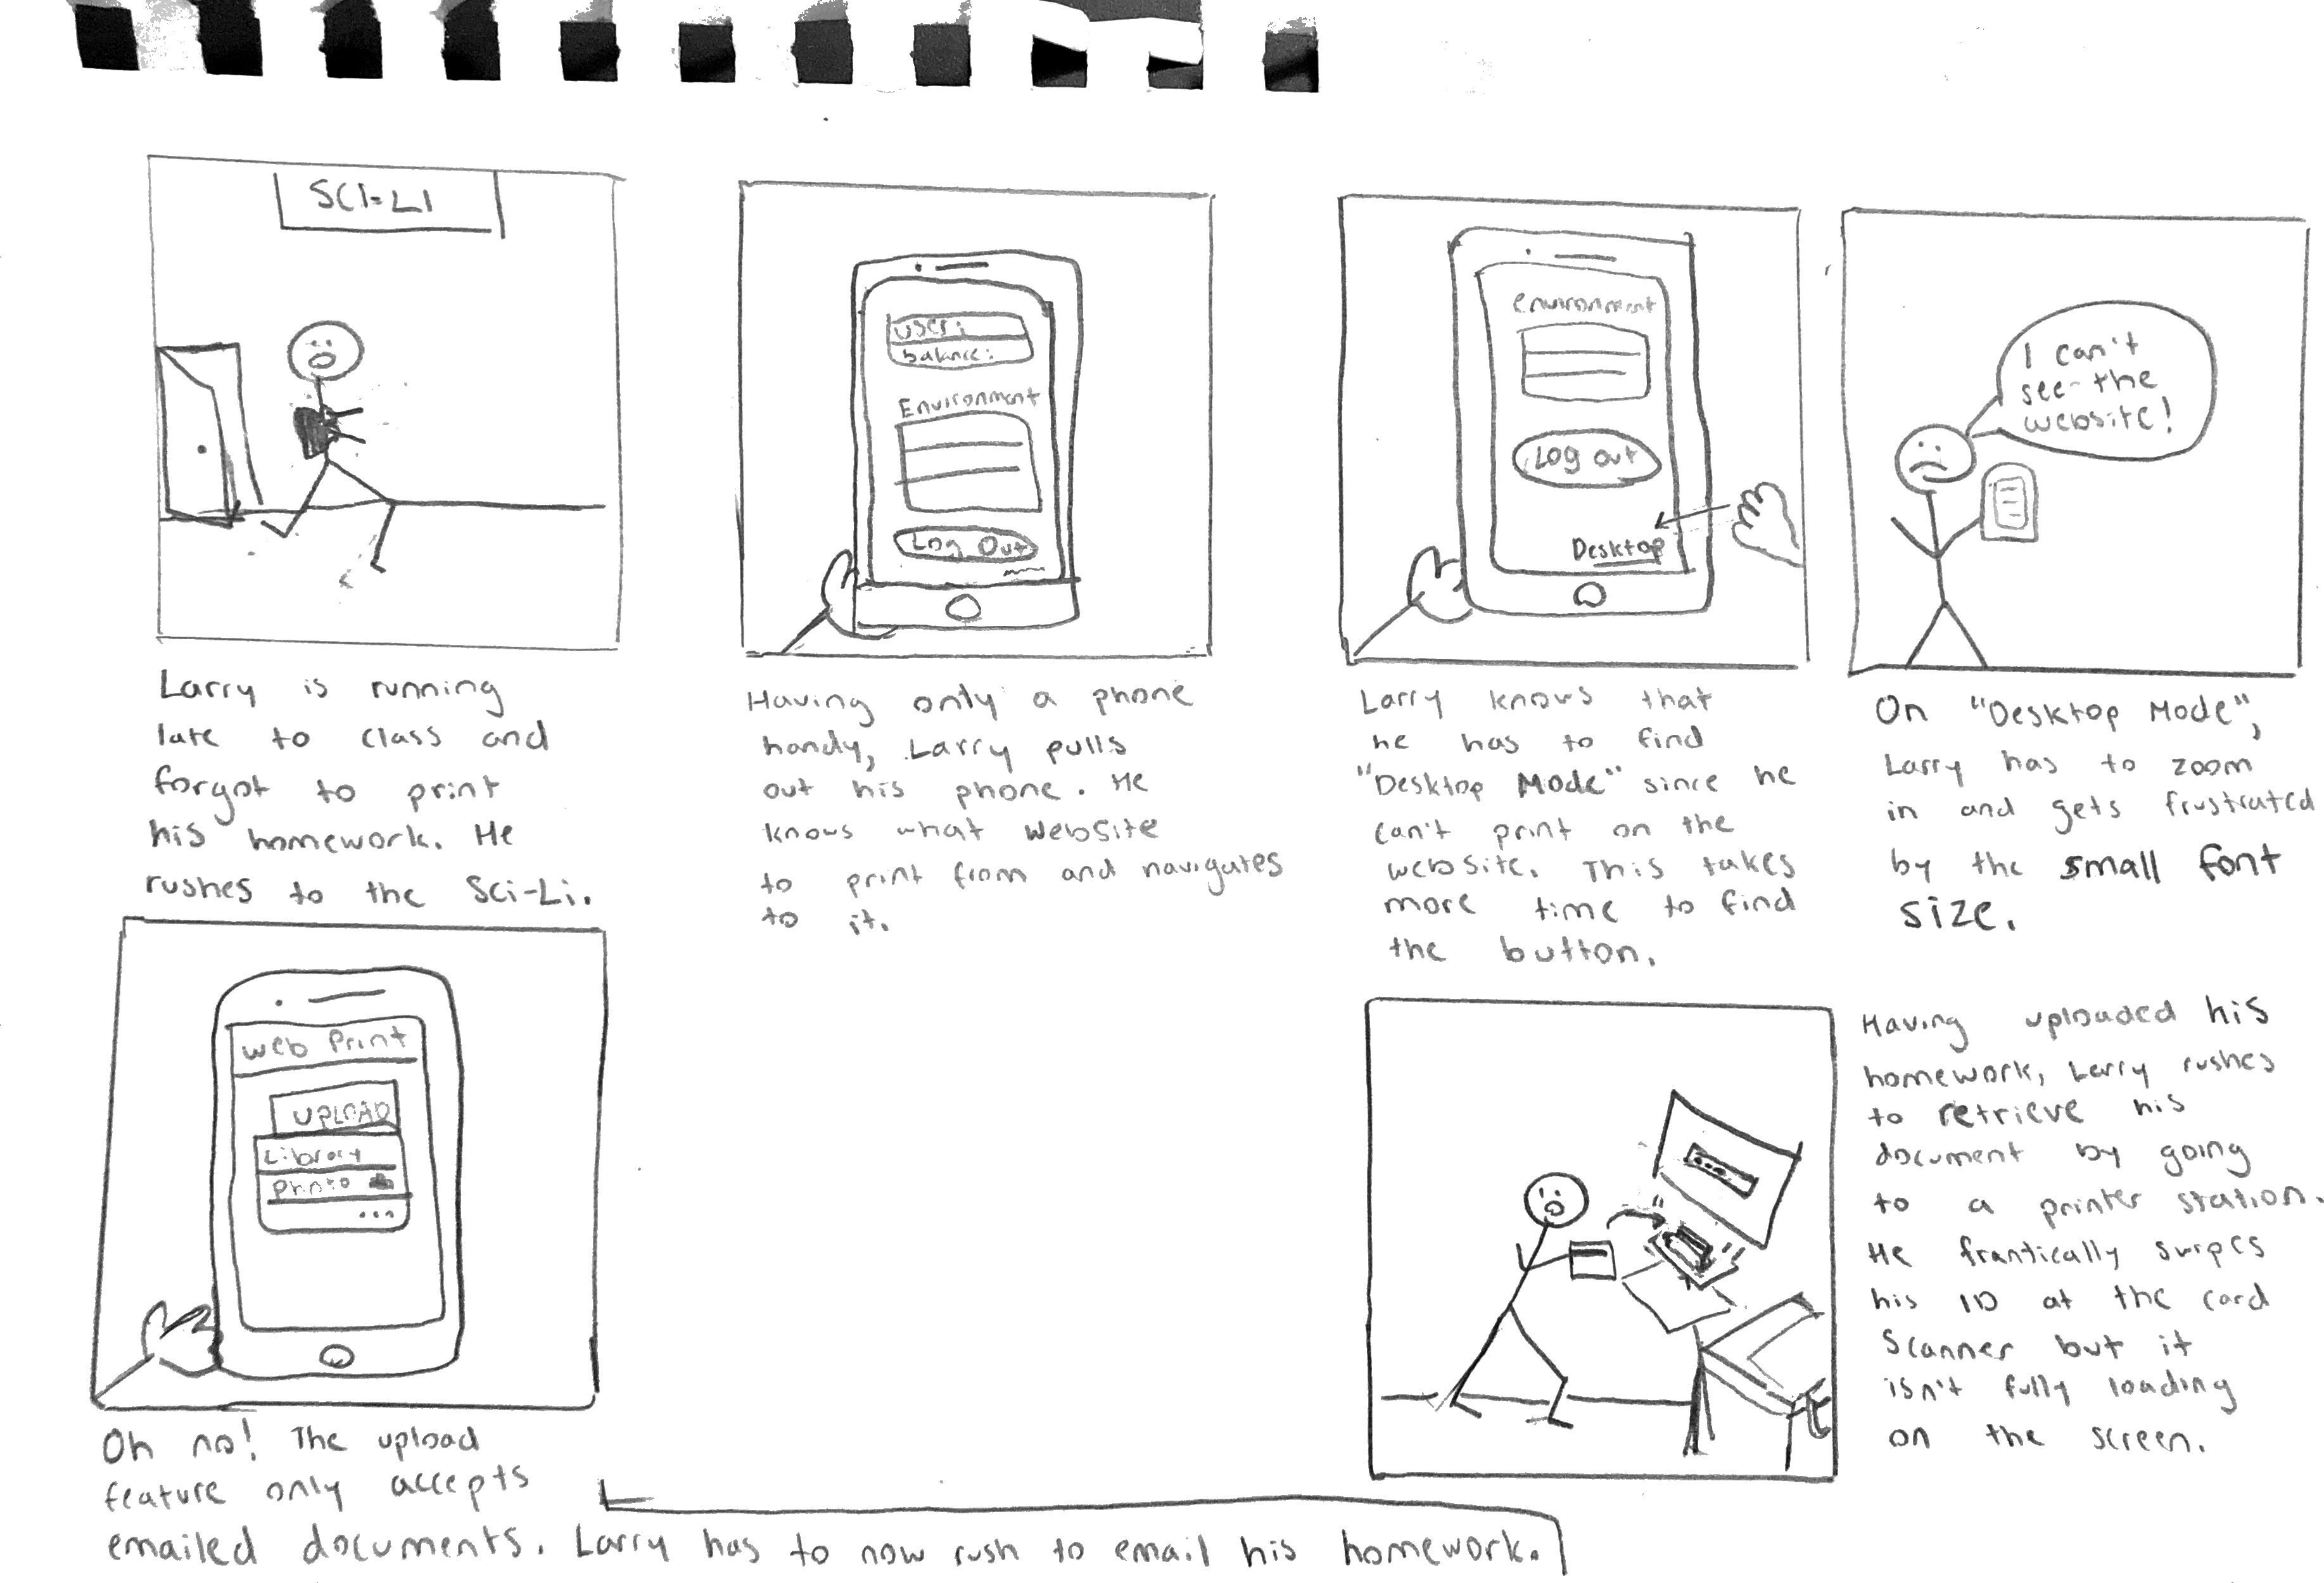 SCI-LI
Larry is running
late to class and
forgot to print
his homework. He
rushes to the Sci-Li.
user:
balance:
Environment
Log Out
Having only a phone
handy, Larry pulls
out his phone. He
knows what website
to print from and navigates
to it.
environment
Log out
Desktop
Larry knows that
he has to find
"Desktop Mode" since he
can't print on the
website. This takes
more time to find
the button.
I can't
see the
website!
On "Desktop Mode",
Larry has to zoom
in and gets frustrated
by the small font
size.
Web Print
UPLOAD
Library
Photo
...
Oh no! The upload
feature only accepts
emailed documents. Larry has to now rush to email his homework.
Having uploaded his
homework, Larry rushes
to retrieve his
document by going
to a printer station.
He frantically swipes
his ID at the card
scanner but it
isn't fully loading
on the screen.